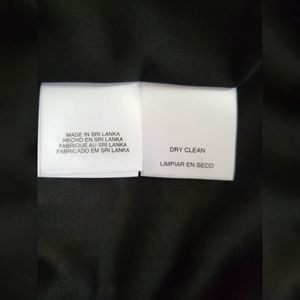 MADE IN SRI LANKA
HECHO EN SRI LANKA
FABRIQUE AU SRI LANKA
FABRICADO EM SRI LANKA
DRY CLEAN
LIMPIAR EN SECO